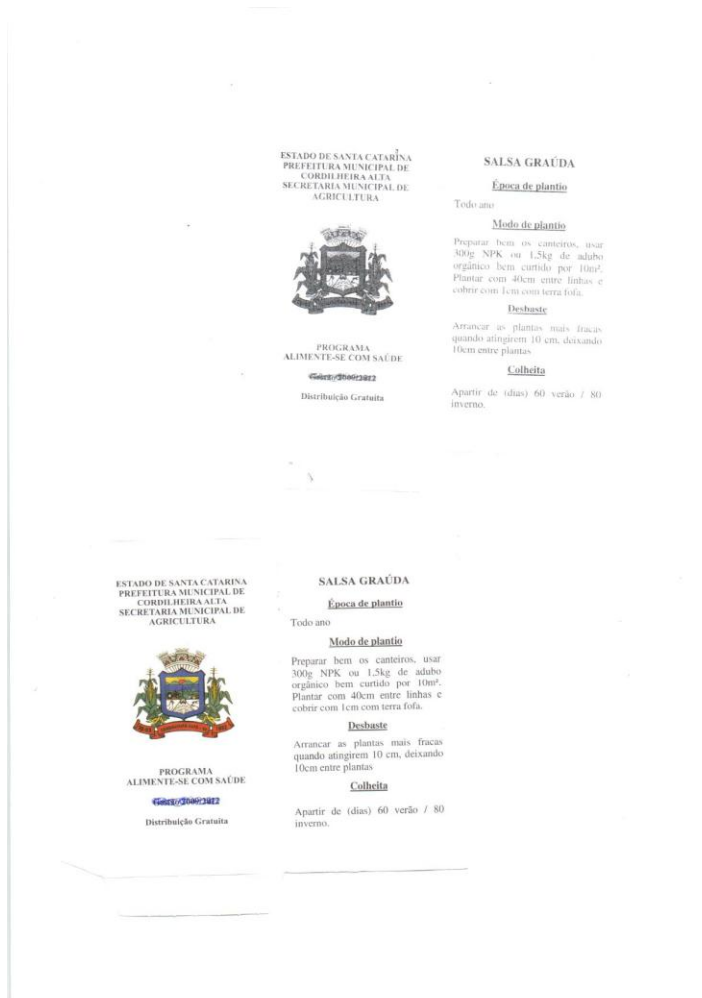 ESTADO DE SANTA CATARINA
PREFEITURA MUNICIPAL DE
CORDILHEIRA ALTA
SECRETARIA MUNICIPAL DE
AGRICULTURA
PROGRAMA
ALIMENTE-SE COM SAÚDE
Distribuição Gratuita
SALSA GRAÚDA
Época de plantio
Todo ano
Modo de plantio
Preparar bem os canteiros, usar
300g NPK ou 1,5kg de adubo
orgânico bem curtido por 10m².
Plantar com 40cm entre linhas e
cobrir com 1cm com terra fofa.
Desbaste
Arrancar as plantas mais fracas
quando atingirem 10 cm, deixando
10cm entre plantas
Colheita
Apartir de (dias) 60 verão / 80
inverno.
ESTADO DE SANTA CATARINA
PREFEITURA MUNICIPAL DE
CORDILHEIRA ALTA
SECRETARIA MUNICIPAL DE
AGRICULTURA
PROGRAMA
ALIMENTE-SE COM SAÚDE
Distribuição Gratuita
SALSA GRAÚDA
Época de plantio
Todo ano
Modo de plantio
Preparar bem os canteiros, usar
300g NPK ou 1,5kg de adubo
orgânico bem curtido por 10m².
Plantar com 40cm entre linhas e
cobrir com 1cm com terra fofa.
Desbaste
Arrancar as plantas mais fracas
quando atingirem 10 cm, deixando
10cm entre plantas
Colheita
Apartir de (dias) 60 verão / 80
inverno.